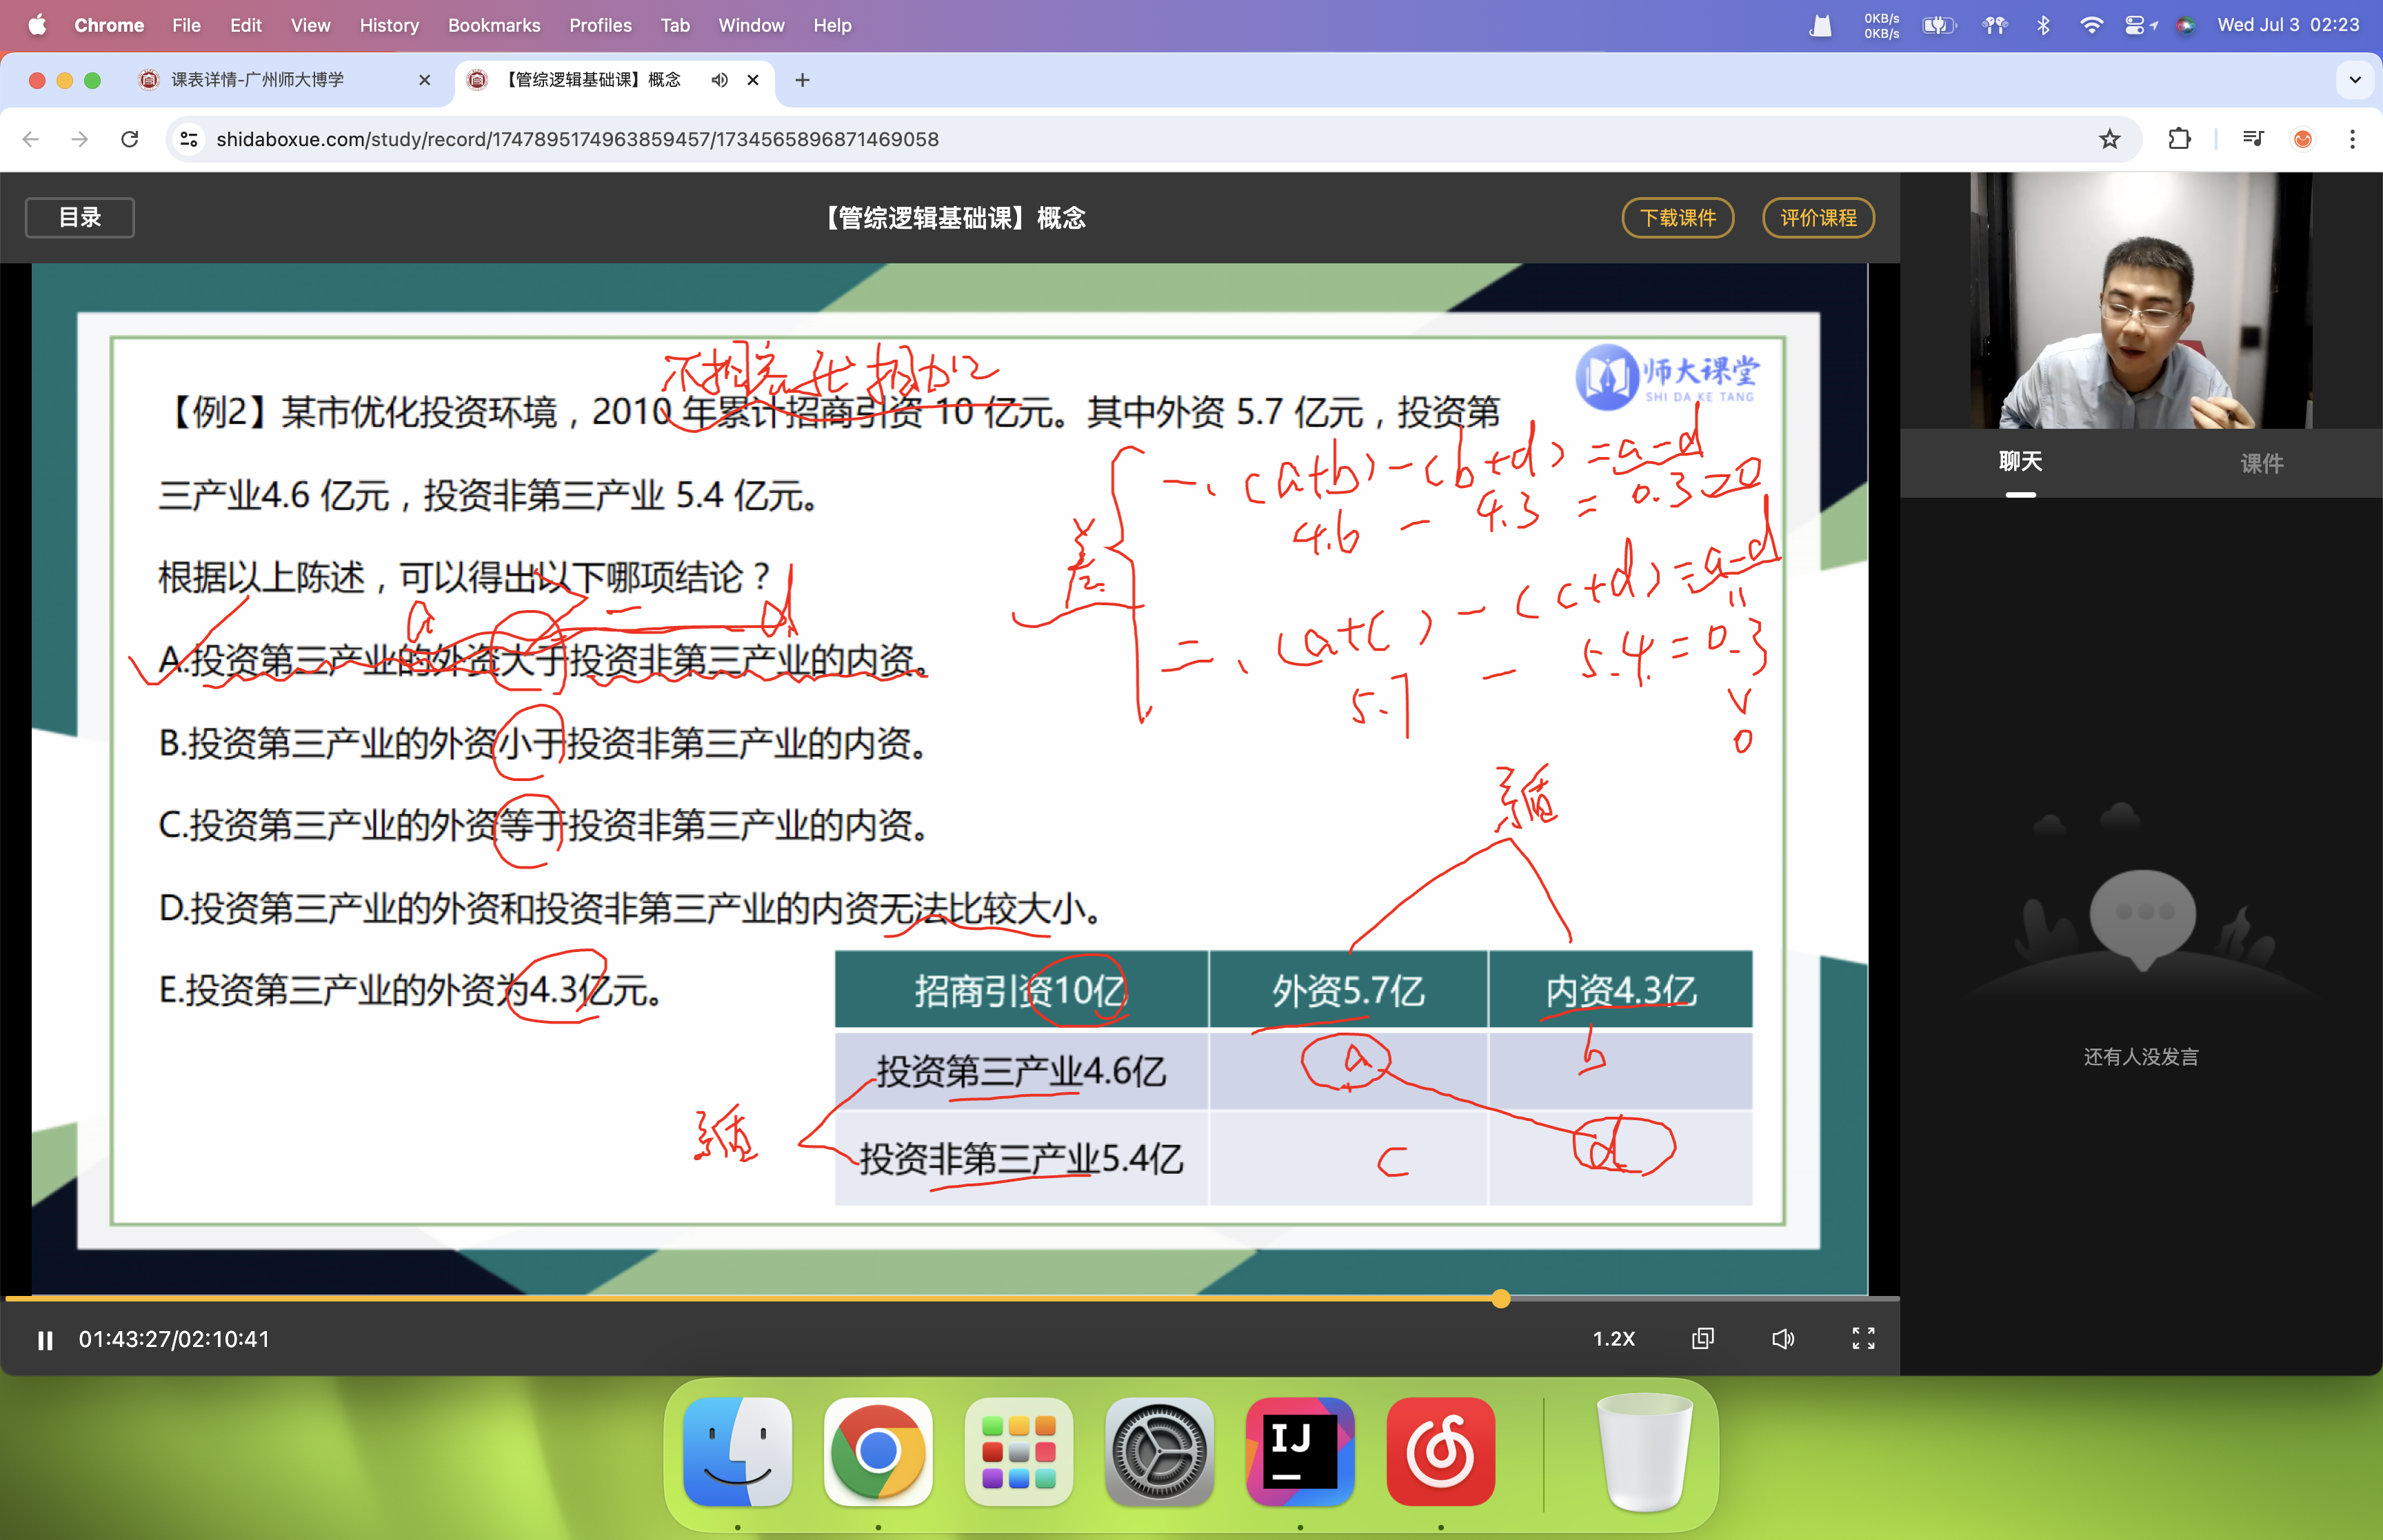 Chrome File Edit View History Bookmarks Profiles Tab Window Help
0KB/s
0KB/s
Wed Jul 3 02:23
课表详情-广州师大博学
【管综逻辑基础课】概念
shidaboxue.com/study/record/1747895174963859457/1734565896871469058
目录
【管综逻辑基础课】概念
下载课件
评价课程
师大课堂
SHI DA KE TANG
【例2】某市优化投资环境，2010 年累计招商引资 10 亿元。其中外资 5.7 亿元，投资第
三产业4.6 亿元，投资非第三产业 5.4 亿元。
根据以上陈述，可以得出以下哪项结论？
A.投资第三产业的外资大于投资非第三产业的内资。
B.投资第三产业的外资小于投资非第三产业的内资。
C.投资第三产业的外资等于投资非第三产业的内资。
D.投资第三产业的外资和投资非第三产业的内资无法比较大小。
E.投资第三产业的外资为4.3亿元。
a - d
一、(a+b)-(b+d)=a-d
4.6 - 4.3 = 0.3>0
二、(a+c)-(c+d)=a-d
5.7 - 5.4=0.3
招商引资10亿 外资5.7亿 内资4.3亿
投资第三产业4.6亿 a b
投资非第三产业5.4亿 c d
聊天
课件
还有人没发言
01:43:27/02:10:41
1.2X
IJ